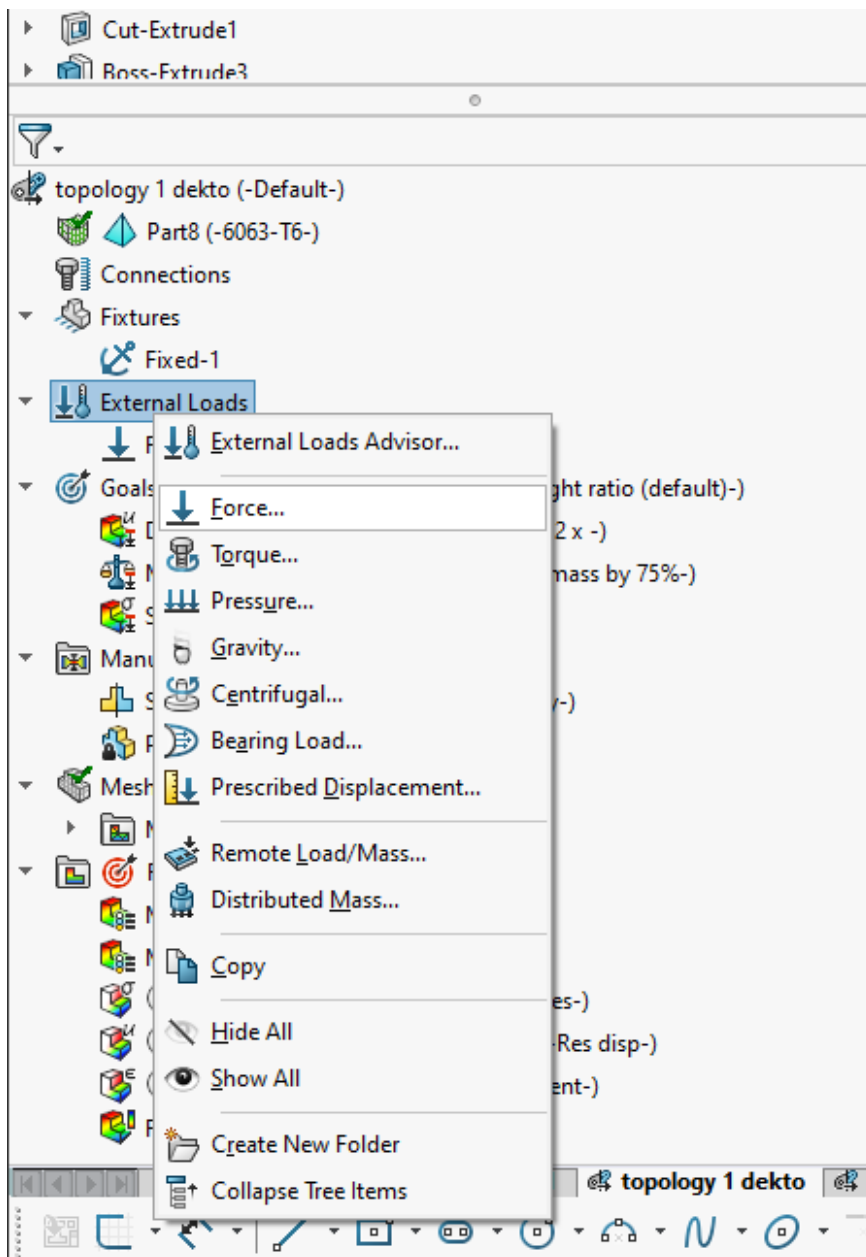 Cut-Extrude1
Boss-Extrude3
topology 1 dekto (-Default-)
Part8 (-6063-T6-)
Connections
Fixtures
Fixed-1
External Loads
External Loads Advisor...
Goals
ght ratio (default)-)
Force...
2 x -)
Torque...
mass by 75%-)
Pressure...
Gravity...
Manu
Centrifugal...
y-)
Bearing Load...
Mesh
Prescribed Displacement...
Remote Load/Mass...
Distributed Mass...
Copy
es-)
Hide All
-Res disp-)
Show All
ent-)
Create New Folder
Collapse Tree Items
topology 1 dekto